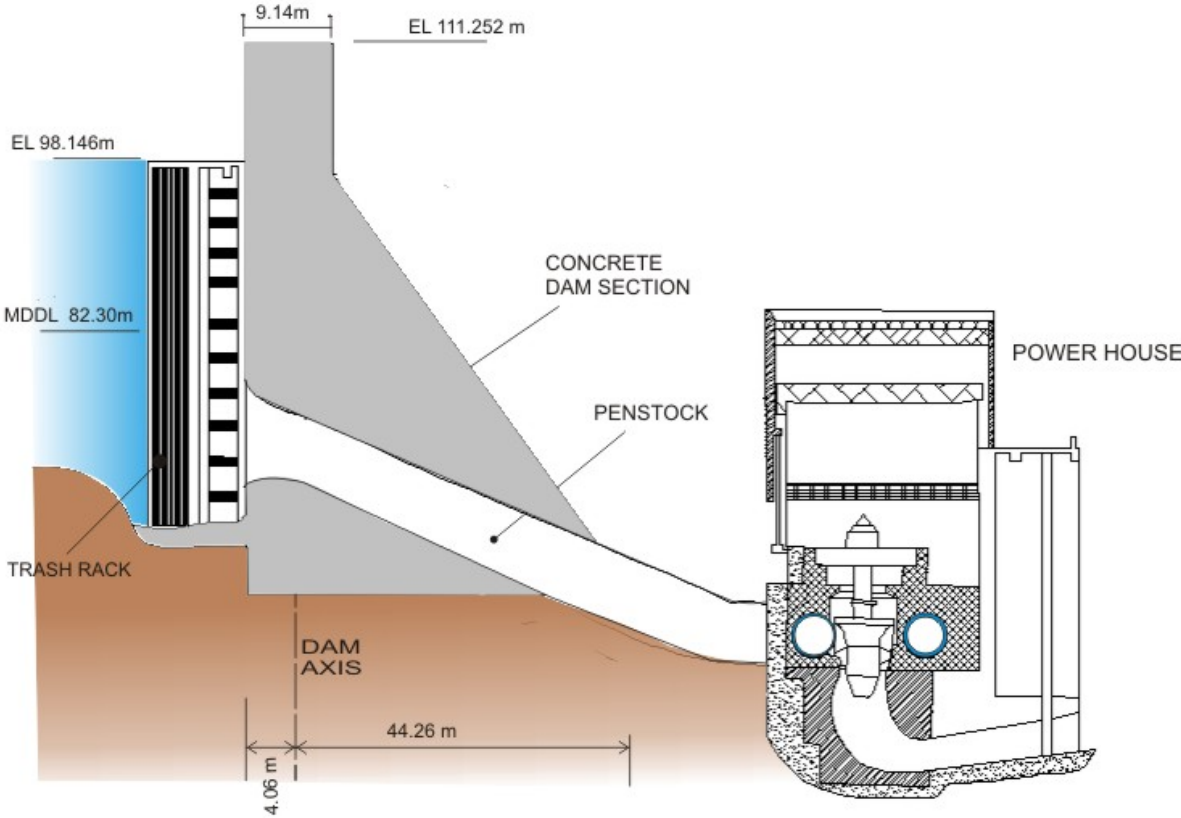 9.14m
EL 111.252 m
EL 98.146m
CONCRETE
DAM SECTION
MDDL 82.30m
POWER HOUSE
PENSTOCK
TRASH RACK
DAM
AXIS
44.26 m
4.06 m